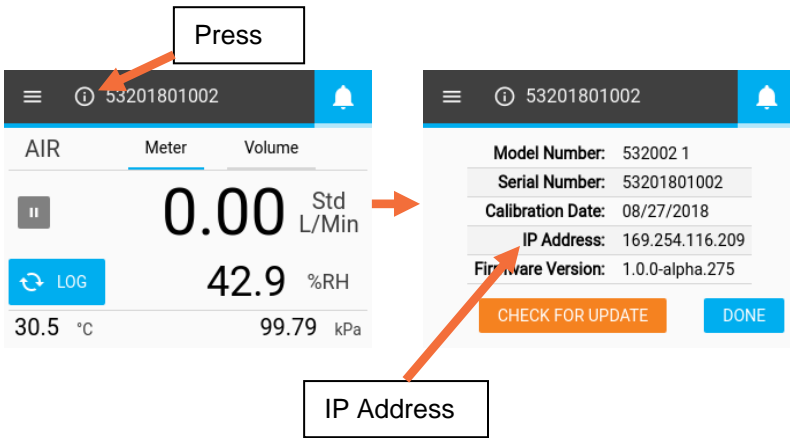 Press
53201801002
AIR Meter Volume
0.00 Std L/Min
LOG 42.9 %RH
30.5 °C 99.79 kPa
53201801002
Model Number: 532002 1
Serial Number: 53201801002
Calibration Date: 08/27/2018
IP Address: 169.254.116.209
Firmware Version: 1.0.0-alpha.275
CHECK FOR UPDATE DONE
IP Address